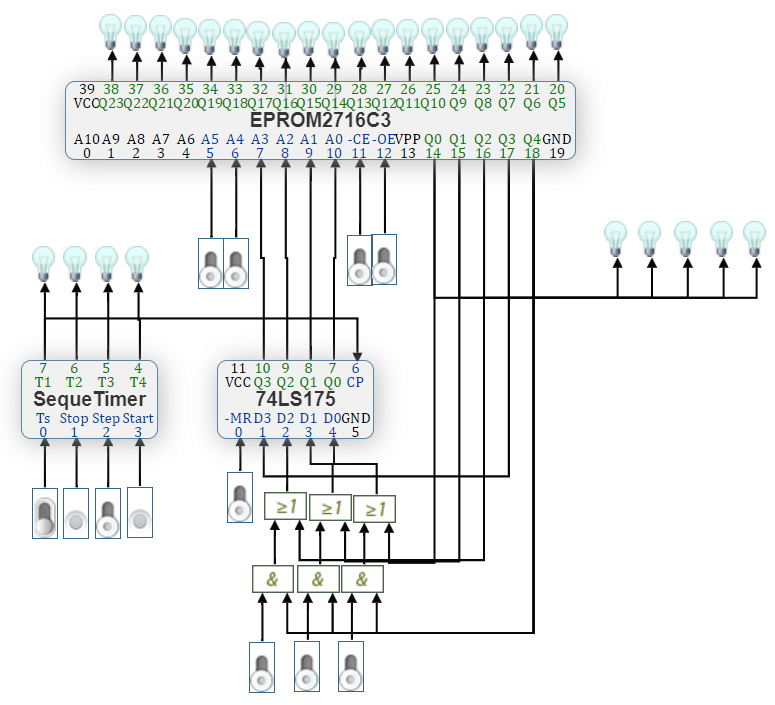 39 38 37 36 35 34 33 32 31 30 29 28 27 26 25 24 23 22 21 20
VCC Q23 Q22 Q21 Q20 Q19 Q18 Q17 Q16 Q15 Q14 Q13 Q12 Q11 Q10 Q9 Q8 Q7 Q6 Q5
EPROM2716C3
A10 A9 A8 A7 A6 A5 A4 A3 A2 A1 A0 -CE -OE VPP Q0 Q1 Q2 Q3 Q4 GND
0 1 2 3 4 5 6 7 8 9 10 11 12 13 14 15 16 17 18 19
7 6 5 4
T1 T2 T3 T4
SequeTimer
Ts Stop Step Start
0 1 2 3
11 10 9 8 7 6
VCC Q3 Q2 Q1 Q0 CP
74LS175
-MR D3 D2 D1 D0 GND
0 1 2 3 4 5
≥1 ≥1 ≥1
& & &